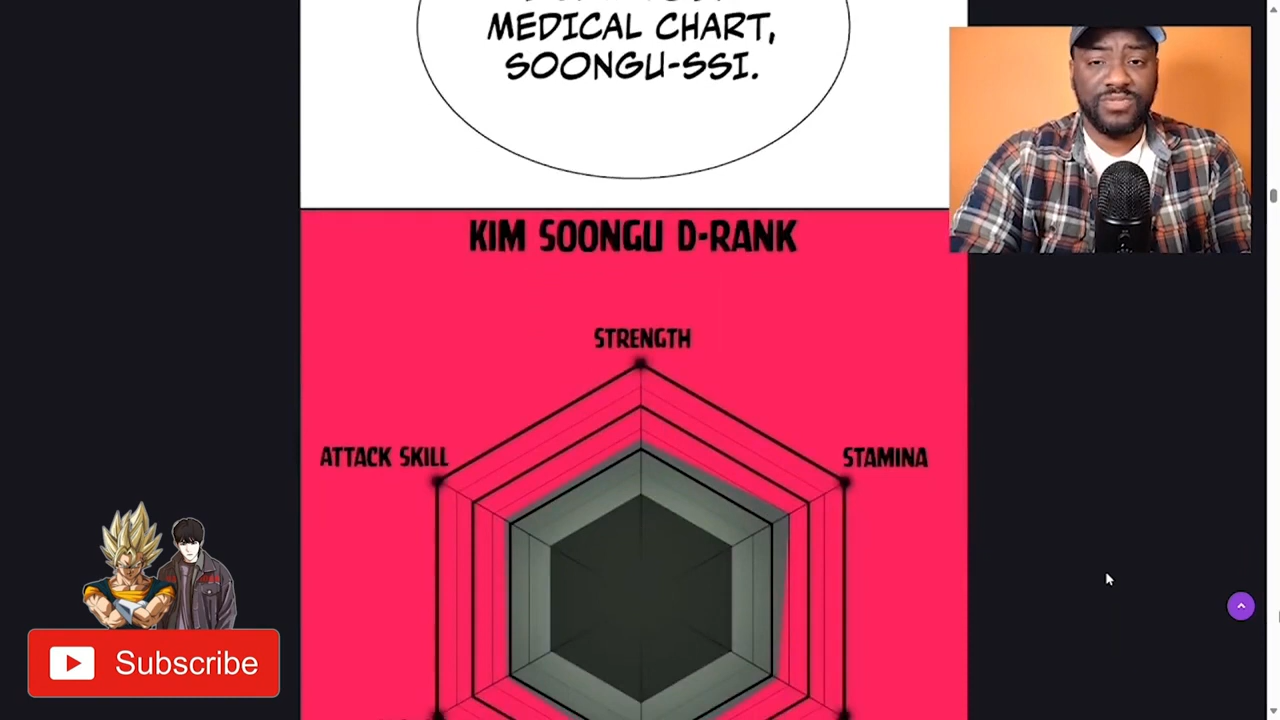 MEDICAL CHART,
SOONGU-SSI.
KIM SOONGU D-RANK
STRENGTH
ATTACK SKILL
STAMINA
Subscribe